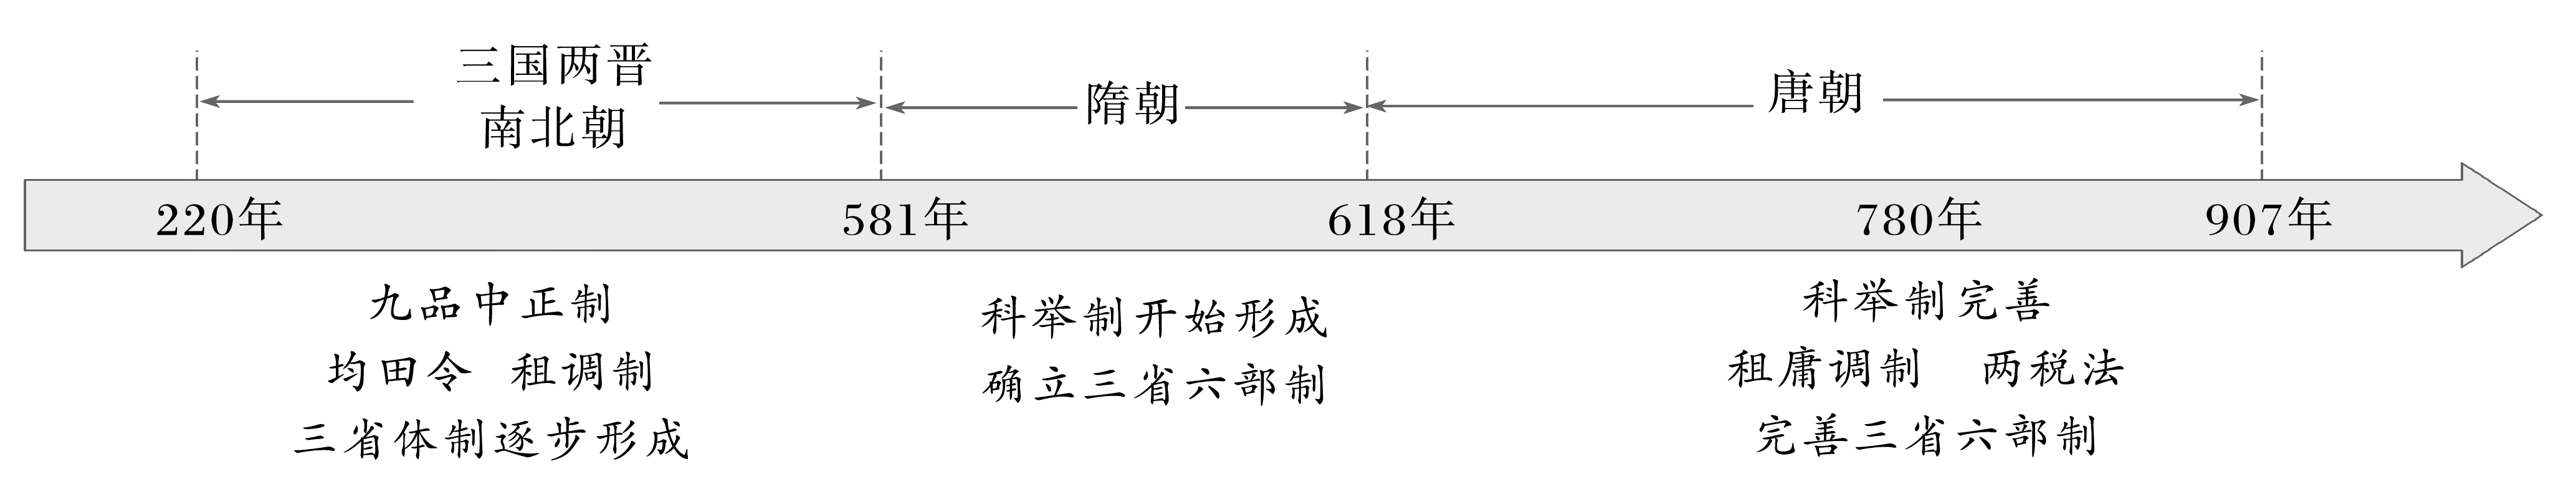 三国两晋
南北朝
隋朝
唐朝
220年
581年
618年
780年
907年
九品中正制
均田令 租调制
三省体制逐步形成
科举制开始形成
确立三省六部制
科举制完善
租庸调制 两税法
完善三省六部制